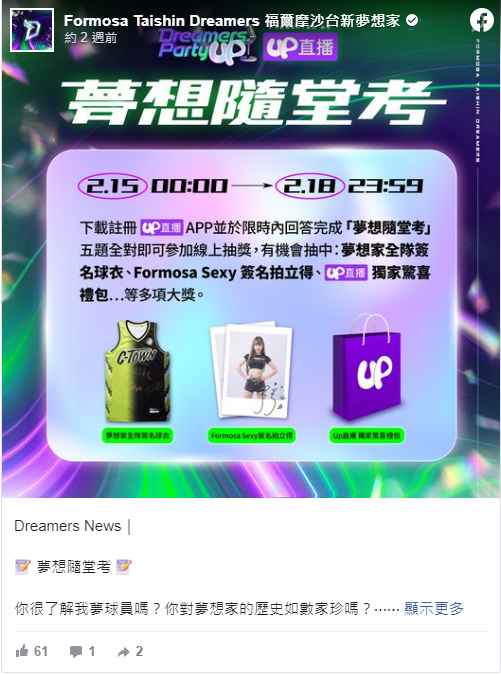 Formosa Taishin Dreamers 福爾摩沙台新夢想家
約 2 週前
Dreamers Party UP UP直播
FORMOSA TAISHIN DREAMERS
夢想隨堂考
2.15 00:00 → 2.18 23:59
下載註冊 UP直播 APP並於限時內回答完成「夢想隨堂考」
五題全對即可參加線上抽獎，有機會抽中：夢想家全隊簽
名球衣、Formosa Sexy 簽名拍立得、UP直播 獨家驚喜
禮包…等多項大獎。
C-TOWN
UP
夢想家全隊簽名球衣
Formosa Sexy簽名拍立得
Up直播 獨家驚喜禮包
Dreamers News｜
📝 夢想隨堂考 📝
你很了解我夢球員嗎？你對夢想家的歷史如數家珍嗎？⋯⋯ 顯示更多
61 1 2